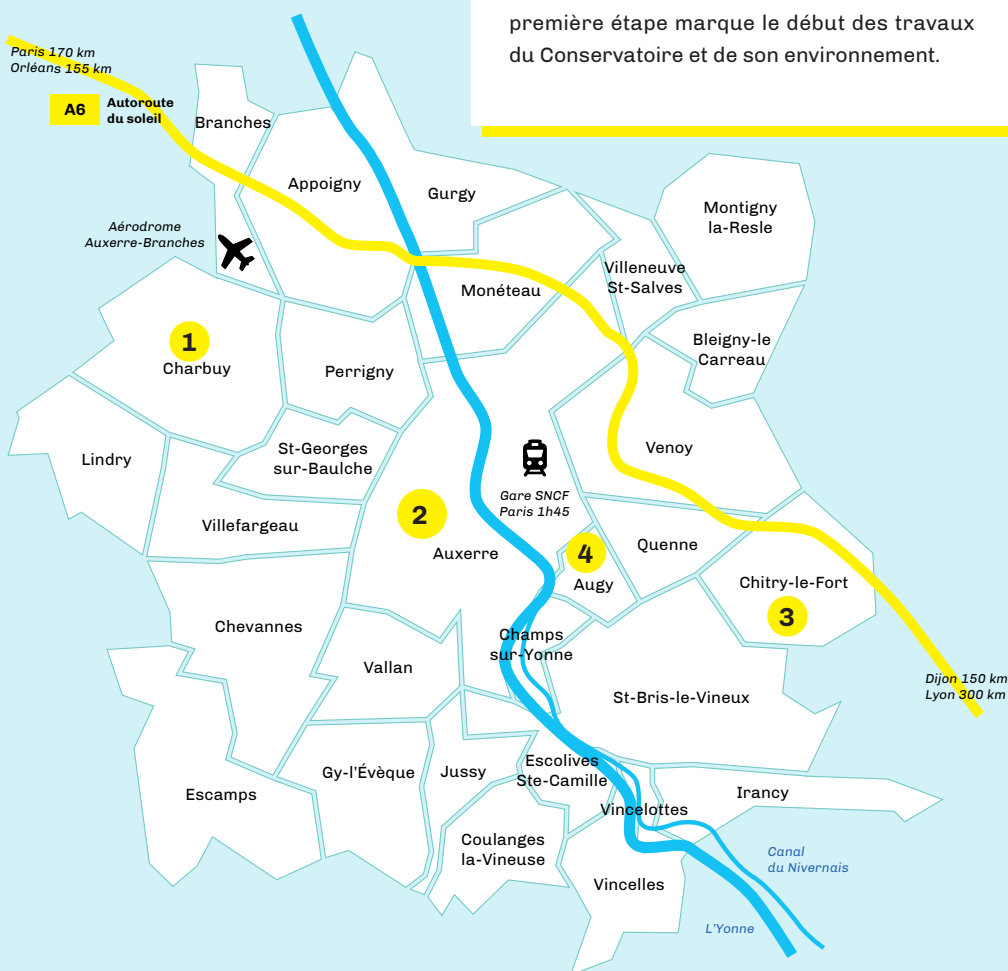 première étape marque le début des travaux
du Conservatoire et de son environnement.
Paris 170 km
Orléans 155 km
A6
Autoroute
du soleil
Branches
Appoigny
Gurgy
Montigny
la-Resle
Aérodrome
Auxerre-Branches
Villeneuve
St-Salves
Monéteau
1
Charbuy
Perrigny
Bleigny-le
Carreau
Lindry
St-Georges
sur-Baulche
Venoy
Gare SNCF
Paris 1h45
2
Auxerre
Villefargeau
4
Augy
Quenne
Chitry-le-Fort
3
Chevannes
Champs
sur-Yonne
Vallan
St-Bris-le-Vineux
Dijon 150 km
Lyon 300 km
Escamps
Gy-l'Évèque
Jussy
Escolives
Ste-Camille
Irancy
Vincelottes
Coulanges
la-Vineuse
Vincelles
Canal
du Nivernais
L'Yonne